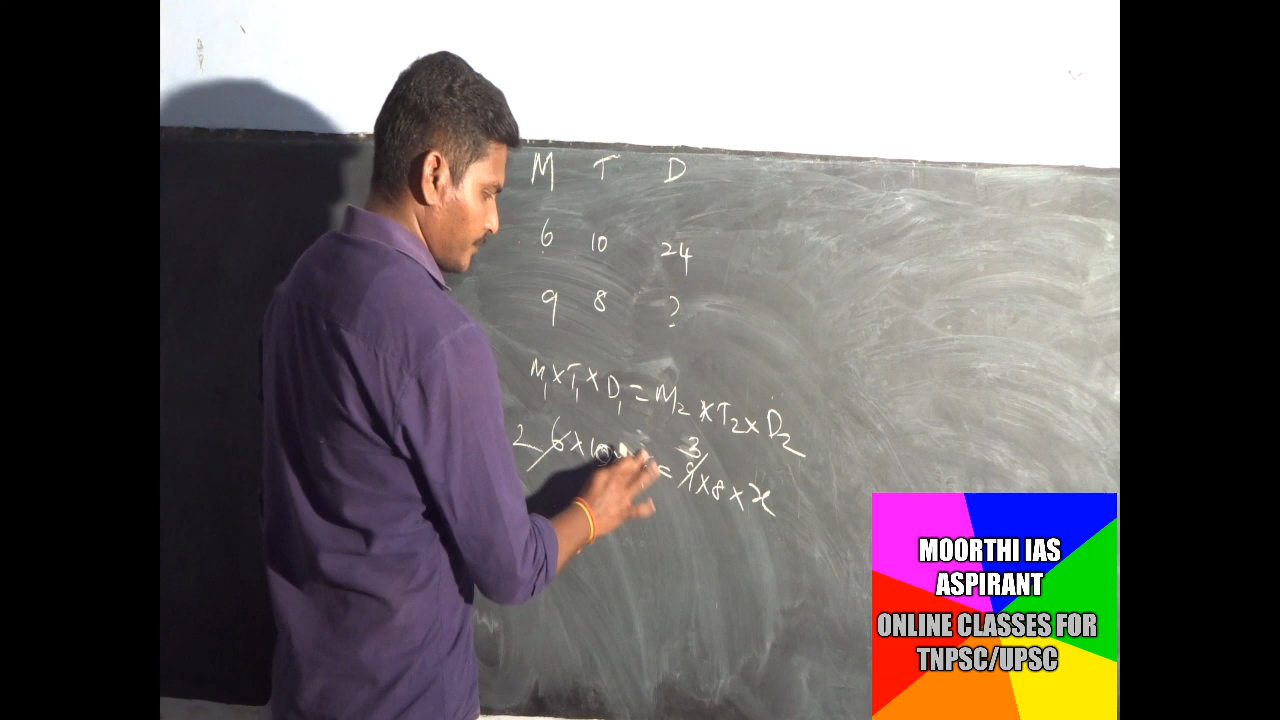 M T D
6 10 24
9 8 ?
M₁×T₁×D₁=M₂×T₂×D₂
2 3
6×10 = 9×8×x
MOORTHI IAS
ASPIRANT
ONLINE CLASSES FOR
TNPSC/UPSC